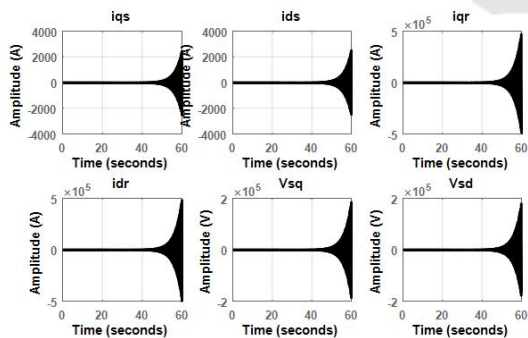 iqs
4000
2000
0
-2000
-4000
Amplitude (A)
0 20 40 60
Time (seconds)
ids
4000
2000
0
-2000
-4000
Amplitude (A)
0 20 40 60
Time (seconds)
iqr
×10^5
5
0
-5
Amplitude (A)
0 20 40 60
Time (seconds)
idr
×10^5
5
0
-5
Amplitude (A)
0 20 40 60
Time (seconds)
Vsq
×10^5
2
0
-2
Amplitude (V)
0 20 40 60
Time (seconds)
Vsd
×10^5
2
0
-2
Amplitude (V)
0 20 40 60
Time (seconds)